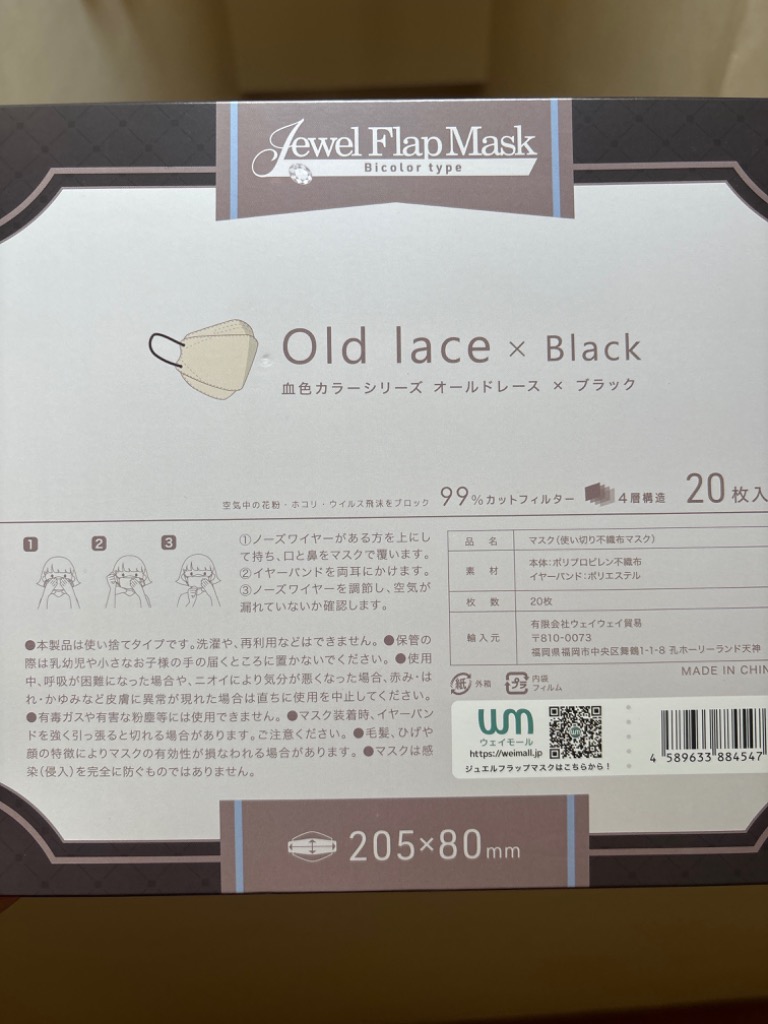 Jewel Flap Mask
Bicolor type
Old lace × Black
血色カラーシリーズ オールドレース × ブラック
空気中の花粉・ホコリ・ウイルス飛沫をブロック 99%カットフィルター 4層構造 20枚入
1 2 3
①ノーズワイヤーがある方を上にし
て持ち、口と鼻をマスクで覆います。
②イヤーバンドを両耳にかけます。
③ノーズワイヤーを調節し、空気が
漏れていないか確認します。
品名 マスク(使い切り不織布マスク)
素材 本体:ポリプロピレン不織布
イヤーバンド:ポリエステル
枚数 20枚
輸入元 有限会社ウェイウェイ貿易
〒810-0073
福岡県福岡市中央区舞鶴1-1-8 孔ホーリーランド天神
●本製品は使い捨てタイプです。洗濯や、再利用などはできません。●保管の
際は乳幼児や小さなお子様の手の届くところに置かないでください。●使用
中、呼吸が困難になった場合や、ニオイにより気分が悪くなった場合、赤み・は
れ・かゆみなど皮膚に異常が現れた場合は直ちに使用を中止してください。
●有毒ガスや有害な粉塵等には使用できません。●マスク装着時、イヤーバン
ドを強く引っ張ると切れる場合があります。ご注意ください。●毛髪、ひげや
顔の特徴によりマスクの有効性が損なわれる場合があります。●マスクは感
染(侵入)を完全に防ぐものではありません。
MADE IN CHIN
紙 外箱 プラ 内袋
フィルム
wm
ウェイモール
https://weimall.jp
ジュエルフラップマスクはこちらから!
4 589633 884547
205×80mm